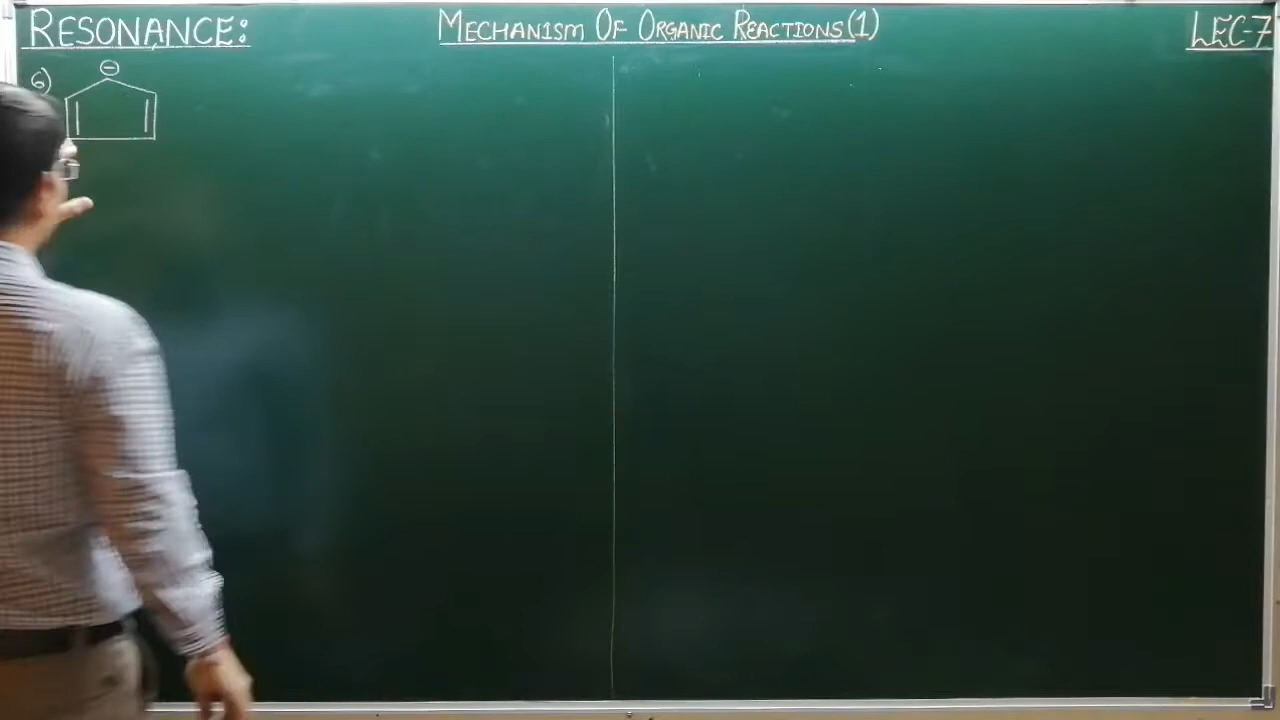 RESONANCE:
MECHANISM OF ORGANIC REACTIONS(1)
LEC-7
6)
⊖